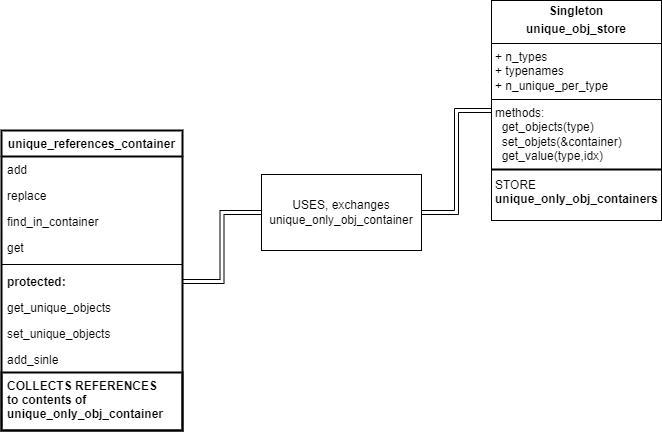 Singleton
unique_obj_store
+ n_types
+ typenames
+ n_unique_per_type
methods:
get_objects(type)
set_objets(&container)
get_value(type,idx)
STORE
unique_only_obj_containers
USES, exchanges
unique_only_obj_container
unique_references_container
add
replace
find_in_container
get
protected:
get_unique_objects
set_unique_objects
add_sinle
COLLECTS REFERENCES
to contents of
unique_only_obj_container